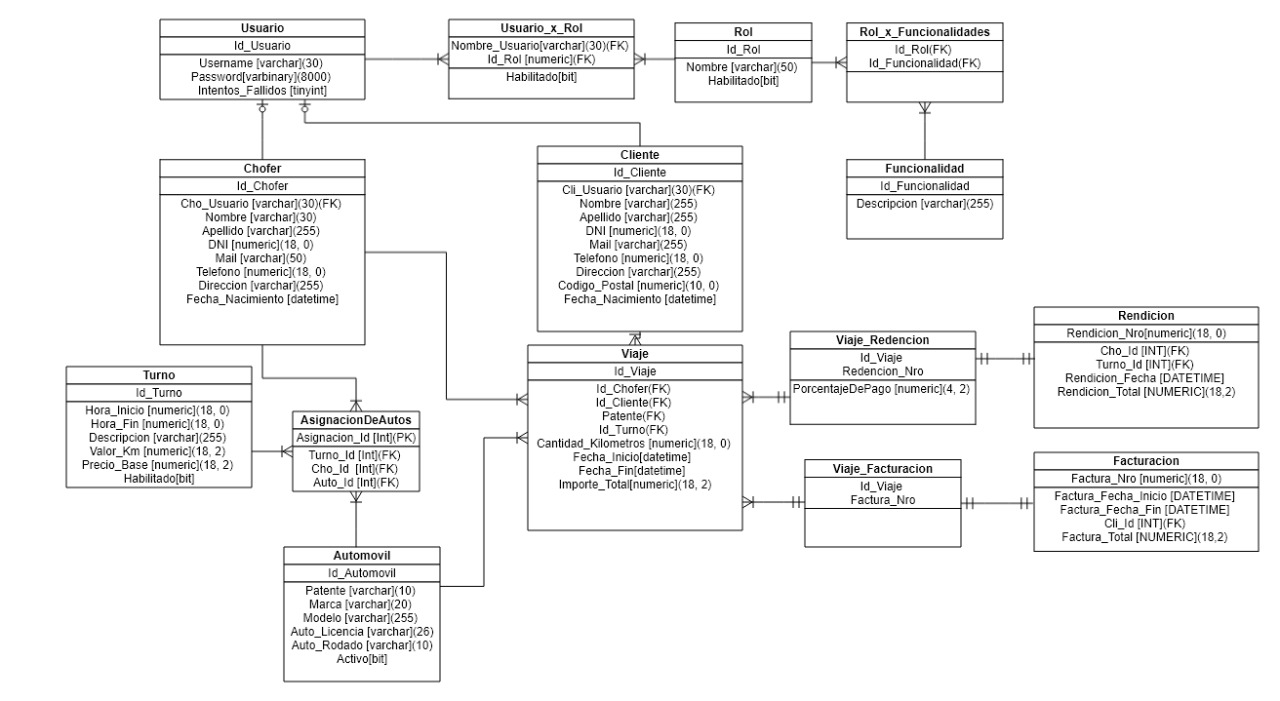 Usuario
Id_Usuario
Username [varchar](30)
Password[varbinary](8000)
Intentos_Fallidos [tinyint]
Usuario_x_Rol
Nombre_Usuario[varchar](30)(FK)
Id_Rol [numeric](FK)
Habilitado[bit]
Rol
Id_Rol
Nombre [varchar](50)
Habilitado[bit]
Rol_x_Funcionalidades
Id_Rol(FK)
Id_Funcionalidad(FK)
Chofer
Id_Chofer
Cho_Usuario [varchar](30)(FK)
Nombre [varchar](30)
Apellido [varchar](255)
DNI [numeric](18, 0)
Mail [varchar](50)
Telefono [numeric](18, 0)
Direccion [varchar](255)
Fecha_Nacimiento [datetime]
Cliente
Id_Cliente
Cli_Usuario [varchar](30)(FK)
Nombre [varchar](255)
Apellido [varchar](255)
DNI [numeric](18, 0)
Mail [varchar](255)
Telefono [numeric](18, 0)
Direccion [varchar](255)
Codigo_Postal [numeric](10, 0)
Fecha_Nacimiento [datetime]
Funcionalidad
Id_Funcionalidad
Descripcion [varchar](255)
Turno
Id_Turno
Hora_Inicio [numeric](18, 0)
Hora_Fin [numeric](18, 0)
Descripcion [varchar](255)
Valor_Km [numeric](18, 2)
Precio_Base [numeric](18, 2)
Habilitado[bit]
AsignacionDeAutos
Asignacion_Id [Int](PK)
Turno_Id [Int](FK)
Cho_Id [Int](FK)
Auto_Id [Int](FK)
Viaje
Id_Viaje
Id_Chofer(FK)
Id_Cliente(FK)
Patente(FK)
Id_Turno(FK)
Cantidad_Kilometros [numeric](18, 0)
Fecha_Inicio[datetime]
Fecha_Fin[datetime]
Importe_Total[numeric](18, 2)
Viaje_Redencion
Id_Viaje
Redencion_Nro
PorcentajeDePago [numeric](4, 2)
Rendicion
Rendicion_Nro[numeric](18, 0)
Cho_Id [INT](FK)
Turno_Id [INT](FK)
Rendicion_Fecha [DATETIME]
Rendicion_Total [NUMERIC](18,2)
Viaje_Facturacion
Id_Viaje
Factura_Nro
Facturacion
Factura_Nro [numeric](18, 0)
Factura_Fecha_Inicio [DATETIME]
Factura_Fecha_Fin [DATETIME]
Cli_Id [INT](FK)
Factura_Total [NUMERIC](18,2)
Automovil
Id_Automovil
Patente [varchar](10)
Marca [varchar](20)
Modelo [varchar](255)
Auto_Licencia [varchar](26)
Auto_Rodado [varchar](10)
Activo[bit]